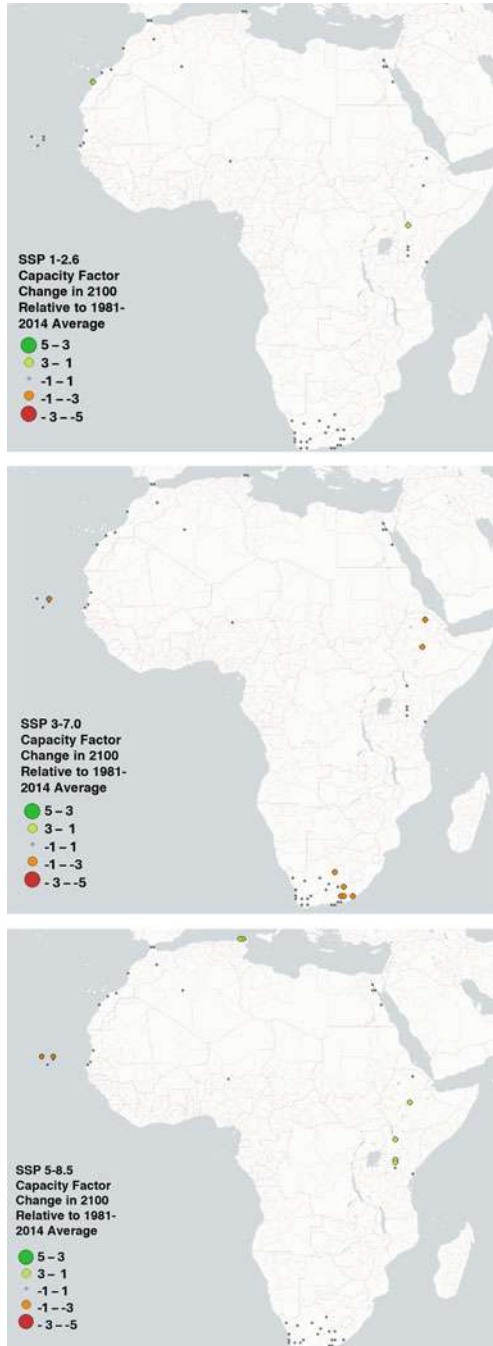 SSP 1-2.6
Capacity Factor
Change in 2100
Relative to 1981-
2014 Average
5 – 3
3 – 1
-1 – 1
-1 – -3
- 3 – -5
SSP 3-7.0
Capacity Factor
Change in 2100
Relative to 1981-
2014 Average
5 – 3
3 – 1
-1 – 1
-1 – -3
- 3 – -5
SSP 5-8.5
Capacity Factor
Change in 2100
Relative to 1981-
2014 Average
5 – 3
3 – 1
-1 – 1
-1 – -3
- 3 – -5